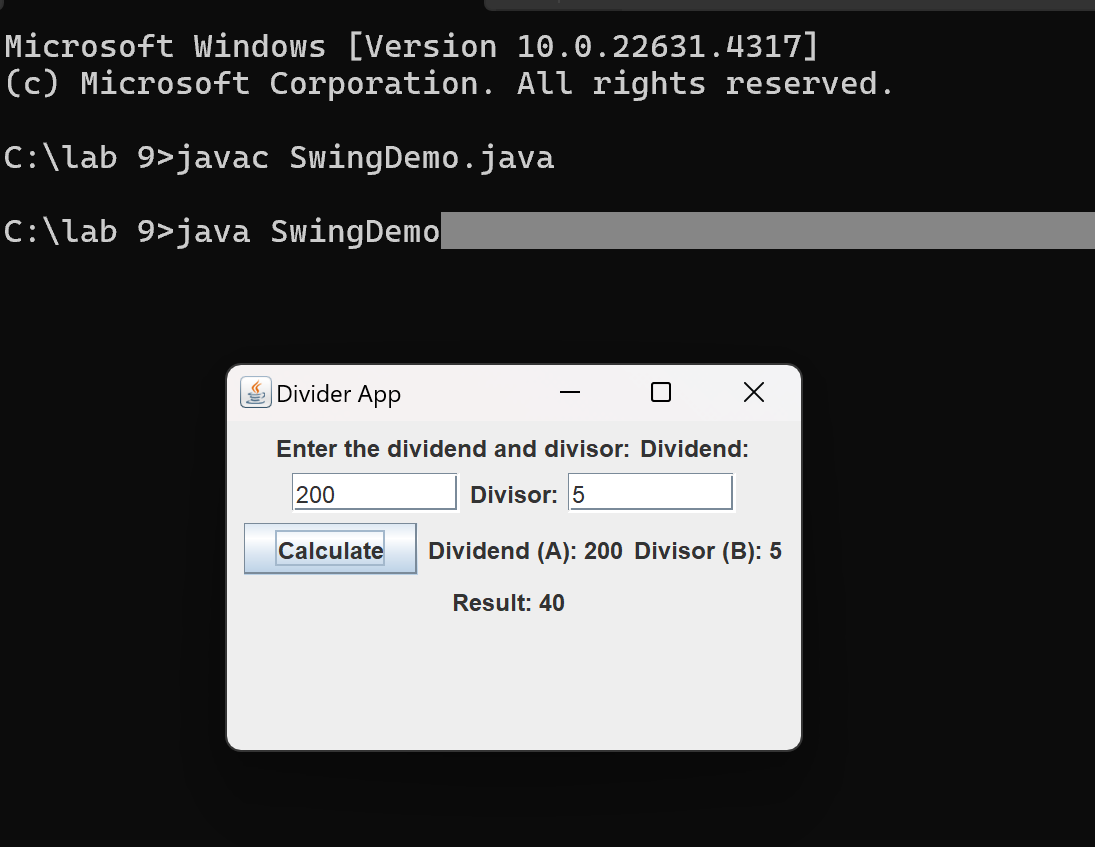 Microsoft Windows [Version 10.0.22631.4317]
(c) Microsoft Corporation. All rights reserved.
C:\lab 9>javac SwingDemo.java
C:\lab 9>java SwingDemo
Divider App
Enter the dividend and divisor: Dividend:
200 Divisor: 5
Calculate Dividend (A): 200 Divisor (B): 5
Result: 40